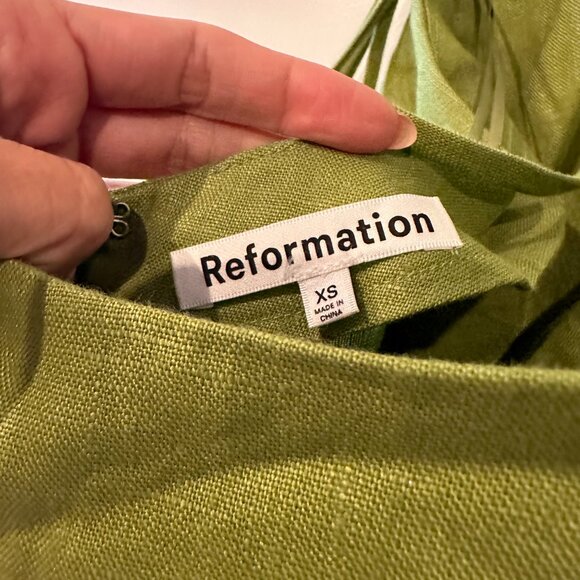 Reformation
XS
MADE IN
CHINA